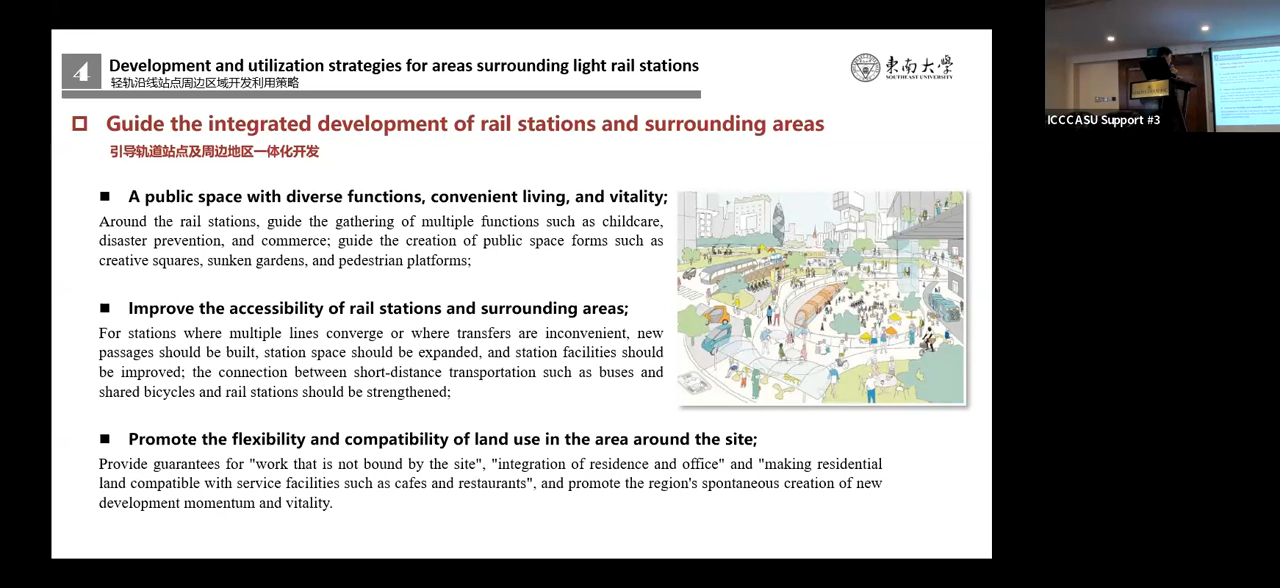 4
Development and utilization strategies for areas surrounding light rail stations
轻轨沿线站点周边区域开发利用策略
東南大學
SOUTHEAST UNIVERSITY
Guide the integrated development of rail stations and surrounding areas
引导轨道站点及周边地区一体化开发
A public space with diverse functions, convenient living, and vitality;
Around the rail stations, guide the gathering of multiple functions such as childcare,
disaster prevention, and commerce; guide the creation of public space forms such as
creative squares, sunken gardens, and pedestrian platforms;
Improve the accessibility of rail stations and surrounding areas;
For stations where multiple lines converge or where transfers are inconvenient, new
passages should be built, station space should be expanded, and station facilities should
be improved; the connection between short-distance transportation such as buses and
shared bicycles and rail stations should be strengthened;
Promote the flexibility and compatibility of land use in the area around the site;
Provide guarantees for "work that is not bound by the site", "integration of residence and office" and "making residential
land compatible with service facilities such as cafes and restaurants", and promote the region's spontaneous creation of new
development momentum and vitality.
ICCCASU Support #3